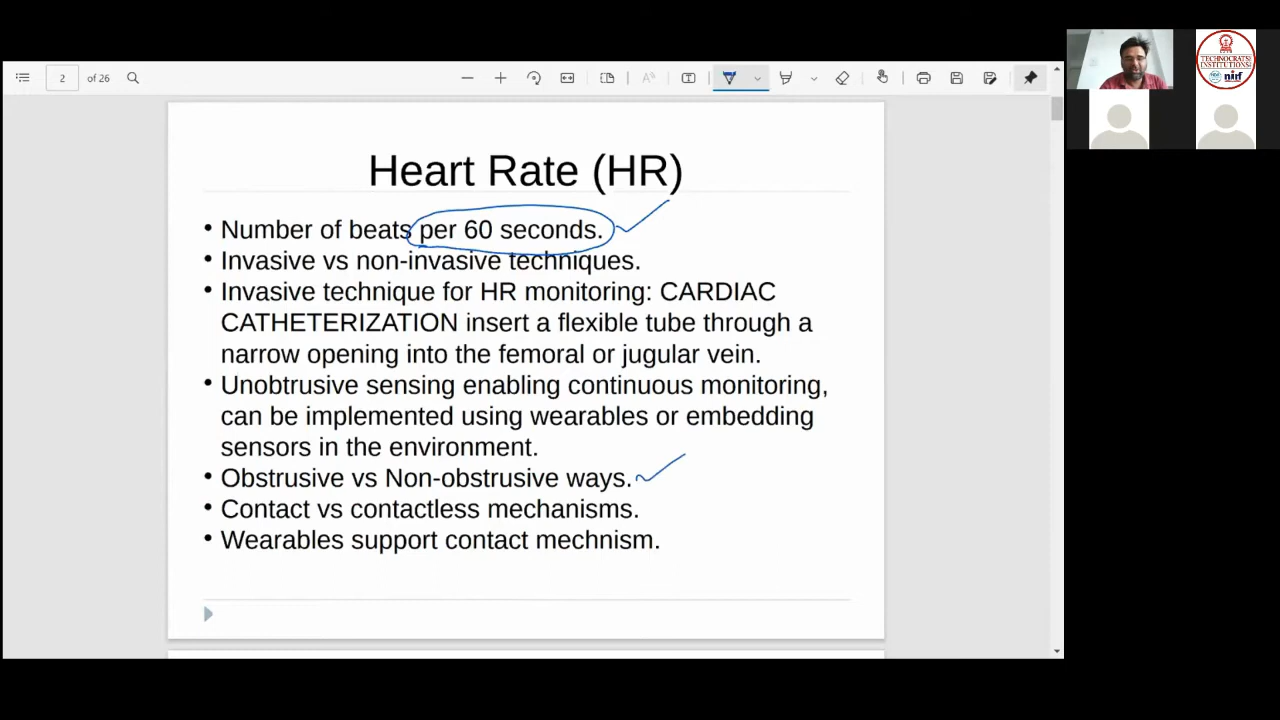 2 of 26
TECHNOCRATS
INSTITUTIONS
nirf
Heart Rate (HR)
• Number of beats per 60 seconds.
• Invasive vs non-invasive techniques.
• Invasive technique for HR monitoring: CARDIAC
CATHETERIZATION insert a flexible tube through a
narrow opening into the femoral or jugular vein.
• Unobtrusive sensing enabling continuous monitoring,
can be implemented using wearables or embedding
sensors in the environment.
• Obstrusive vs Non-obstrusive ways.
• Contact vs contactless mechanisms.
• Wearables support contact mechnism.